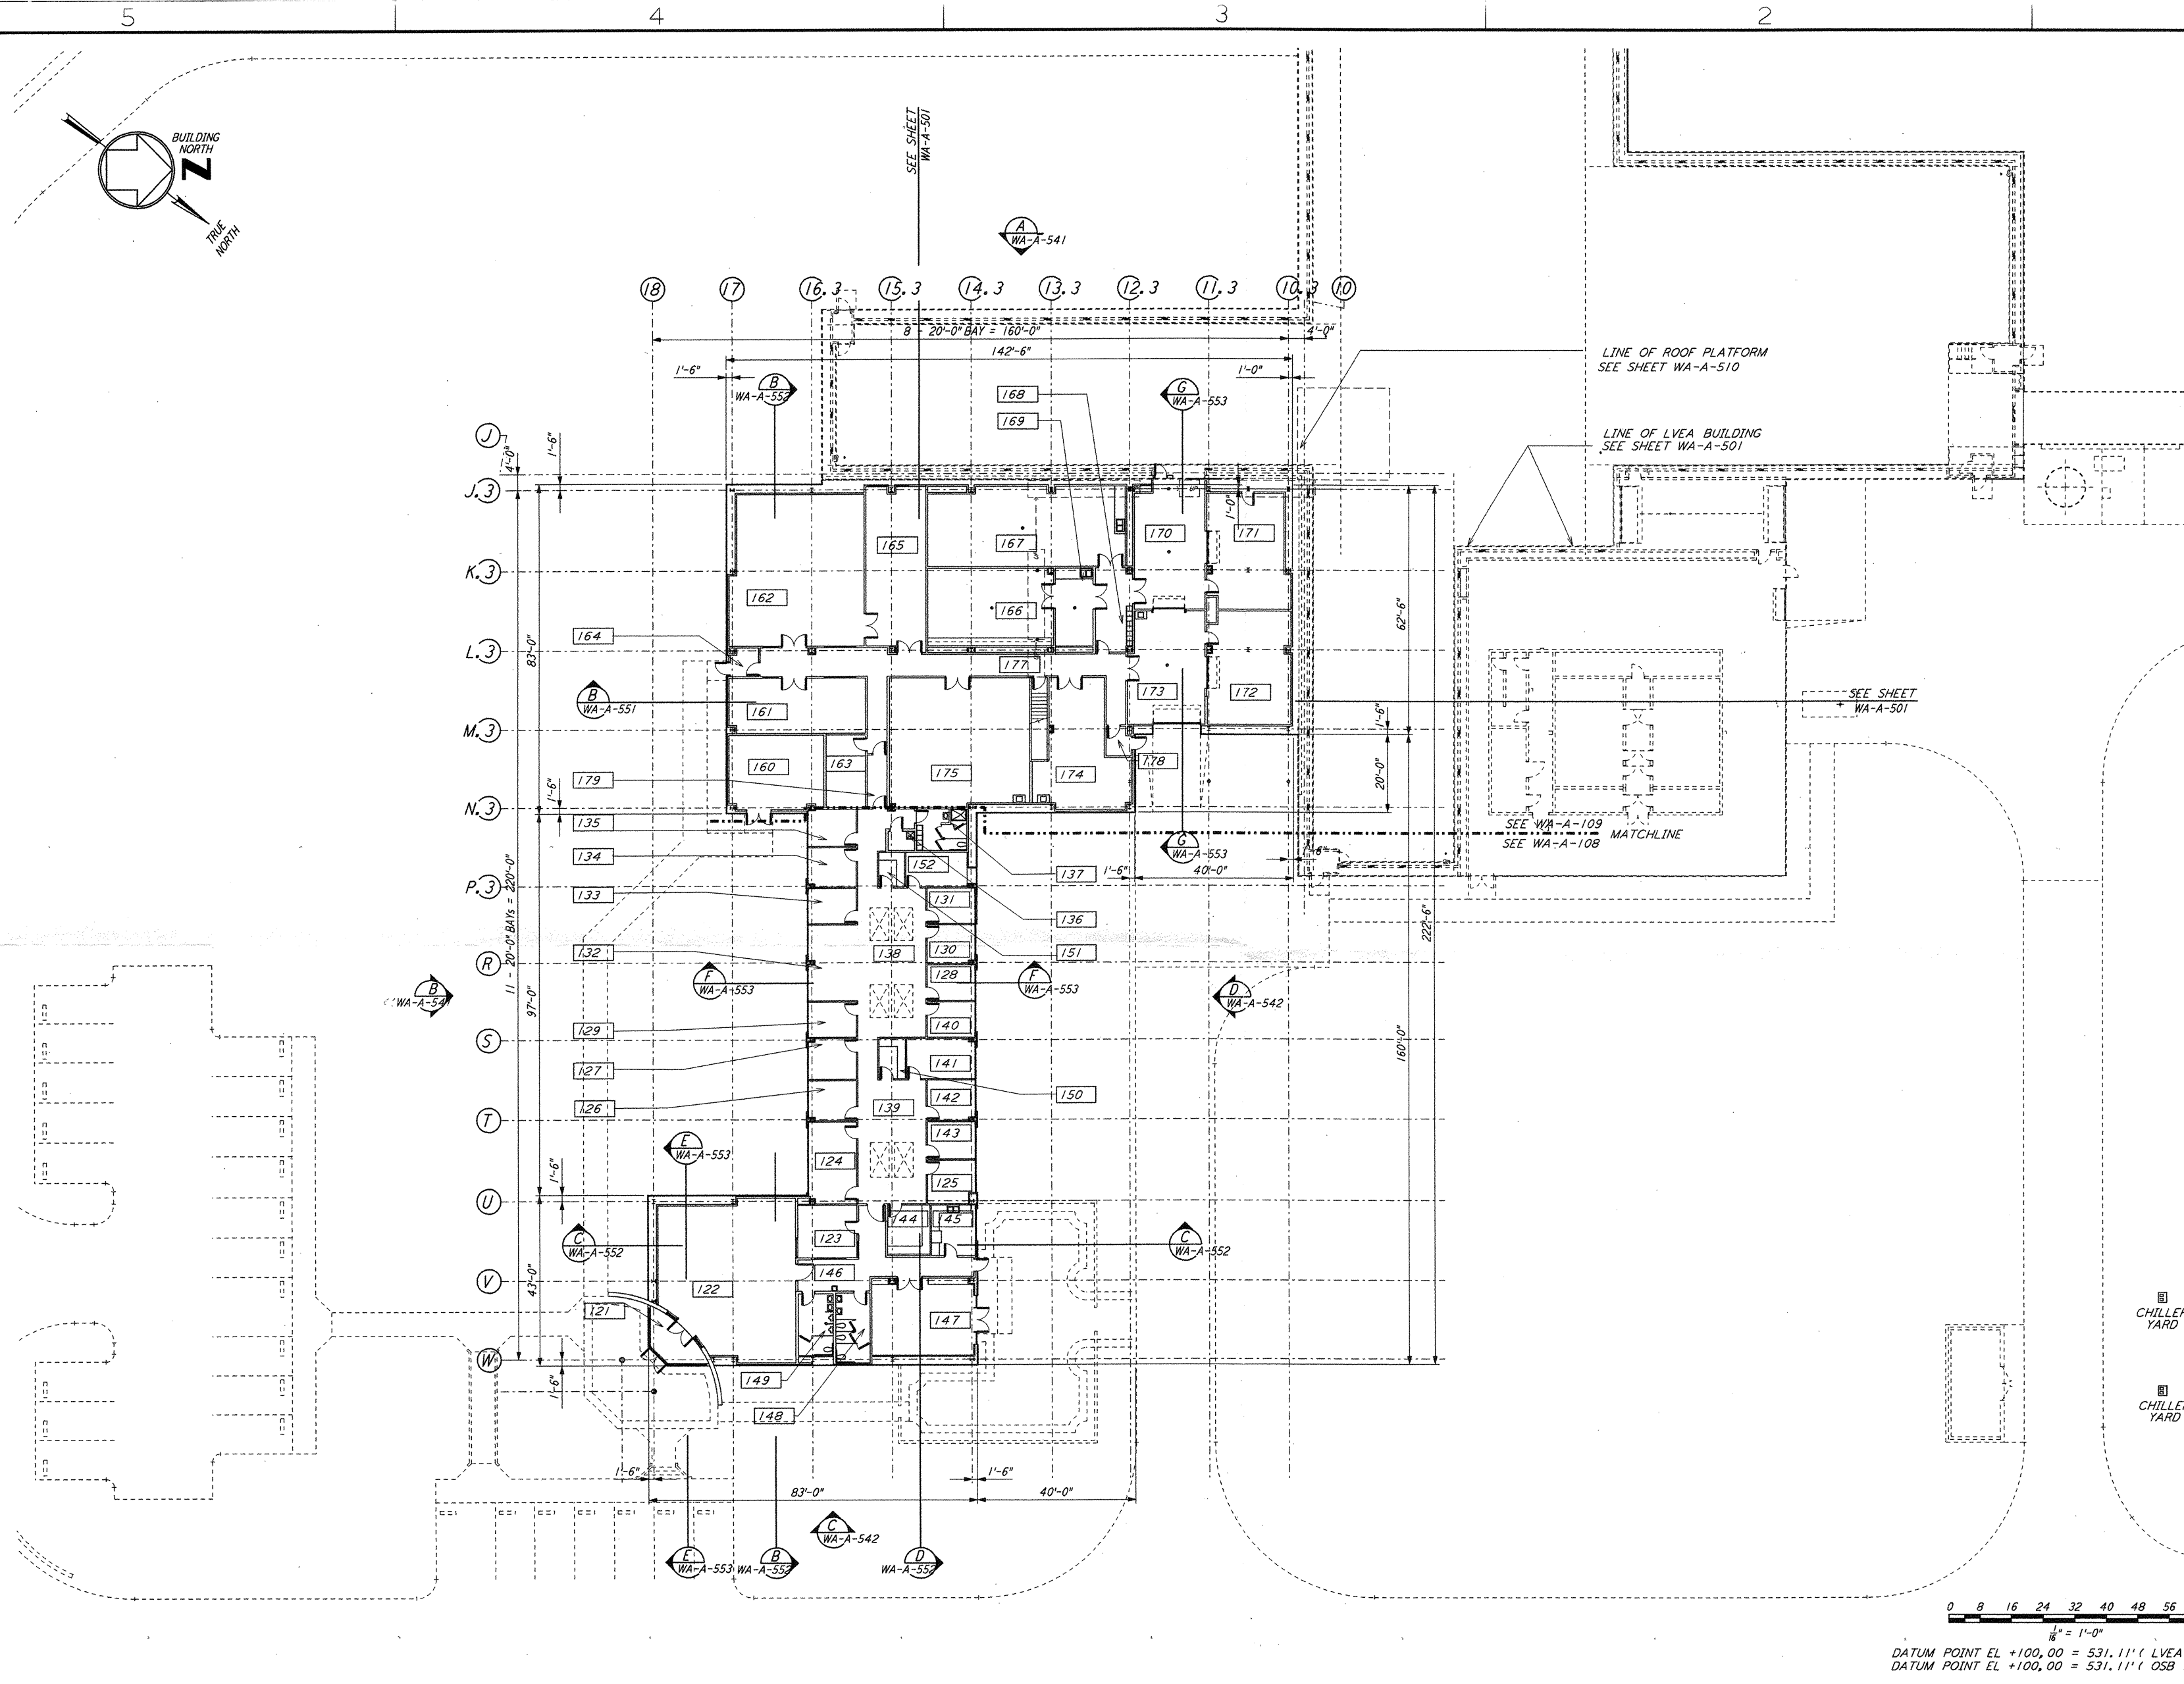 5 4 3 2
BUILDING
NORTH
N
TRUE
NORTH
SEE SHEET
WA-A-501
A
WA-A-541
18 17 16.3 15.3 14.3 13.3 12.3 11.3 10.3 10
8 - 20'-0" BAY = 160'-0" 4'-0"
142'-6"
1'-6" 1'-0"
LINE OF ROOF PLATFORM
SEE SHEET WA-A-510
B
WA-A-552
168
G
WA-A-553
169
J
4'-0"
1'-6"
LINE OF LVEA BUILDING
SEE SHEET WA-A-501
J.3
1'-0"
165 167 170 171
K.3
162 166
83'-0"
62'-6"
164
L.3
177
B
WA-A-551
161 173 172
SEE SHEET
WA-A-501
M.3
1'-6"
160 163 175 174 178
179
20'-0"
N.3
1'-6"
135
SEE WA-A-109
MATCHLINE
SEE WA-A-108
134
152
G
WA-A-553
137
P.3
1'-6" 40'-0"
133
131
136
11 - 20'-0" BAYs = 220'-0"
222'-6"
132
138 130
151
R
F
WA-A-553
128
F
WA-A-553
B
WA-A-541
D
WA-A-542
97'-0"
129
140
S
160'-0"
127
141
126
139 142
150
T
143
E
WA-A-553
124
125
1'-6"
U
144 145
C
WA-A-552
123
C
WA-A-552
V
146
43'-0"
122
121
147
CHILLER
YARD
W
1'-6"
149
148
CHILLER
YARD
1'-6" 1'-6"
83'-0" 40'-0"
C
WA-A-542
E
WA-A-553
B
WA-A-552
D
WA-A-552
0 8 16 24 32 40 48 56
1/16" = 1'-0"
DATUM POINT EL +100.00 = 531.11' ( LVEA
DATUM POINT EL +100.00 = 531.11' ( OSB